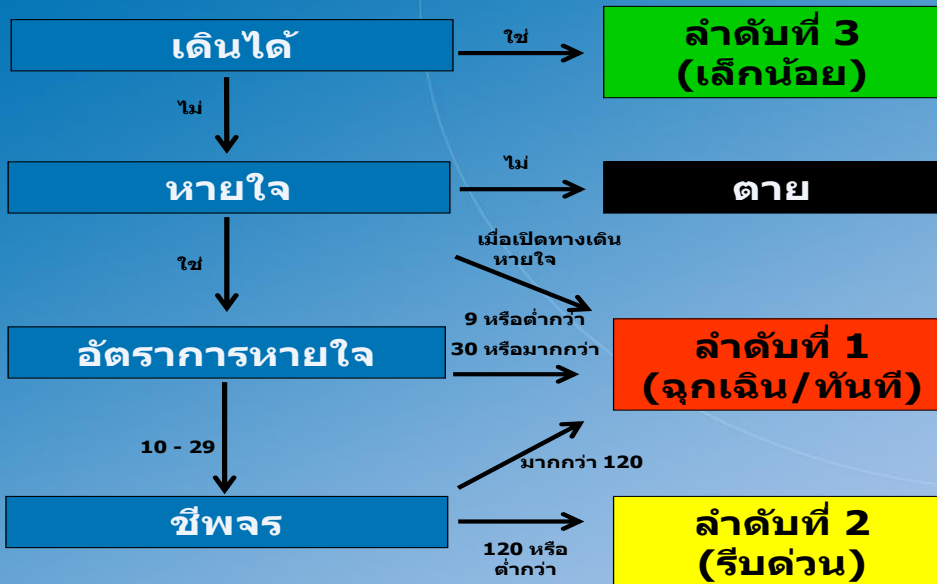 เดินได้
ใช่
ลำดับที่ 3
(เล็กน้อย)
ไม่
หายใจ
ไม่
ตาย
ใช่
เมื่อเปิดทางเดิน
หายใจ
อัตราการหายใจ
9 หรือต่ำกว่า
30 หรือมากกว่า
ลำดับที่ 1
(ฉุกเฉิน/ทันที)
10 - 29
มากกว่า 120
ชีพจร
120 หรือ
ต่ำกว่า
ลำดับที่ 2
(รีบด่วน)